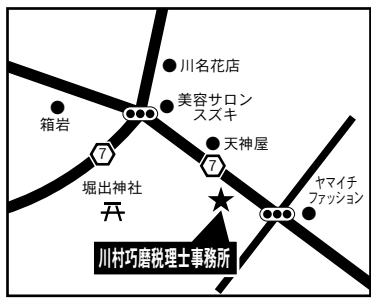 川名花店
美容サロン
スズキ
箱岩
天神屋
7
7
堀出神社
ヤマイチ
ファッション
川村巧磨税理士事務所